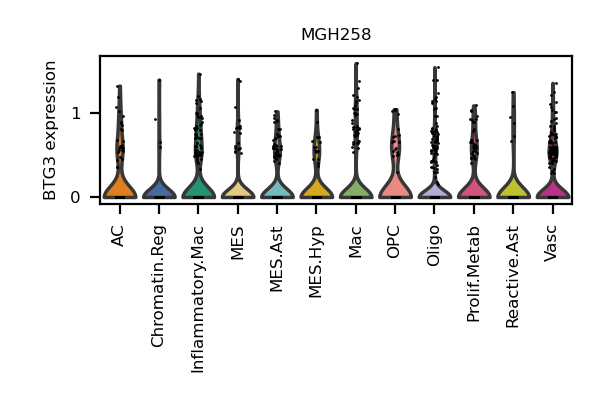 MGH258
BTG3 expression
1
0
AC
Chromatin.Reg
Inflammatory.Mac
MES
MES.Ast
MES.Hyp
Mac
OPC
Oligo
Prolif.Metab
Reactive.Ast
Vasc